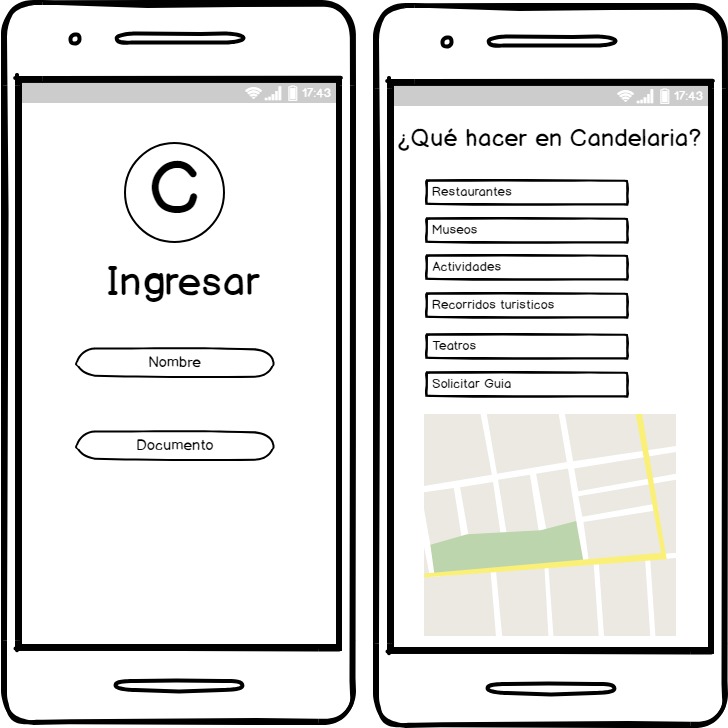 17:43
C
Ingresar
Nombre
Documento
17:43
¿Qué hacer en Candelaria?
Restaurantes
Museos
Actividades
Recorridos turisticos
Teatros
Solicitar Guia